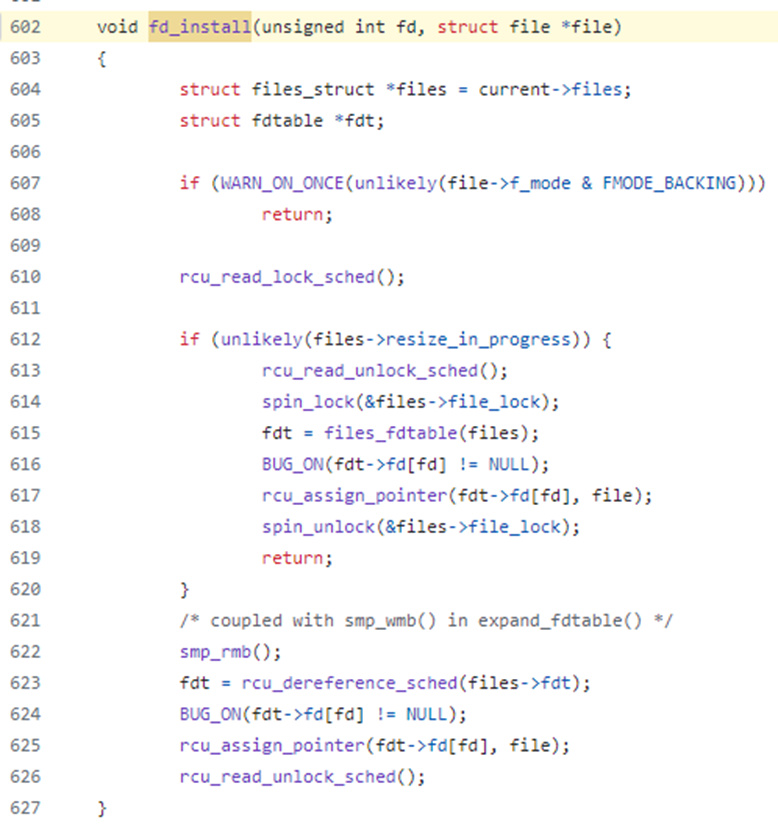 602 void fd_install(unsigned int fd, struct file *file)
603 {
604 struct files_struct *files = current->files;
605 struct fdtable *fdt;
606
607 if (WARN_ON_ONCE(unlikely(file->f_mode & FMODE_BACKING)))
608 return;
609
610 rcu_read_lock_sched();
611
612 if (unlikely(files->resize_in_progress)) {
613 rcu_read_unlock_sched();
614 spin_lock(&files->file_lock);
615 fdt = files_fdtable(files);
616 BUG_ON(fdt->fd[fd] != NULL);
617 rcu_assign_pointer(fdt->fd[fd], file);
618 spin_unlock(&files->file_lock);
619 return;
620 }
621 /* coupled with smp_wmb() in expand_fdtable() */
622 smp_rmb();
623 fdt = rcu_dereference_sched(files->fdt);
624 BUG_ON(fdt->fd[fd] != NULL);
625 rcu_assign_pointer(fdt->fd[fd], file);
626 rcu_read_unlock_sched();
627 }